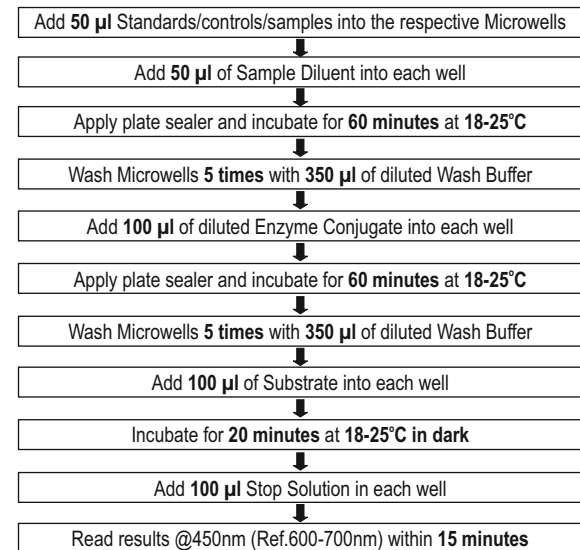 Add 50 µl Standards/controls/samples into the respective Microwells
Add 50 µl of Sample Diluent into each well
Apply plate sealer and incubate for 60 minutes at 18-25°C
Wash Microwells 5 times with 350 µl of diluted Wash Buffer
Add 100 µl of diluted Enzyme Conjugate into each well
Apply plate sealer and incubate for 60 minutes at 18-25°C
Wash Microwells 5 times with 350 µl of diluted Wash Buffer
Add 100 µl of Substrate into each well
Incubate for 20 minutes at 18-25°C in dark
Add 100 µl Stop Solution in each well
Read results @450nm (Ref.600-700nm) within 15 minutes